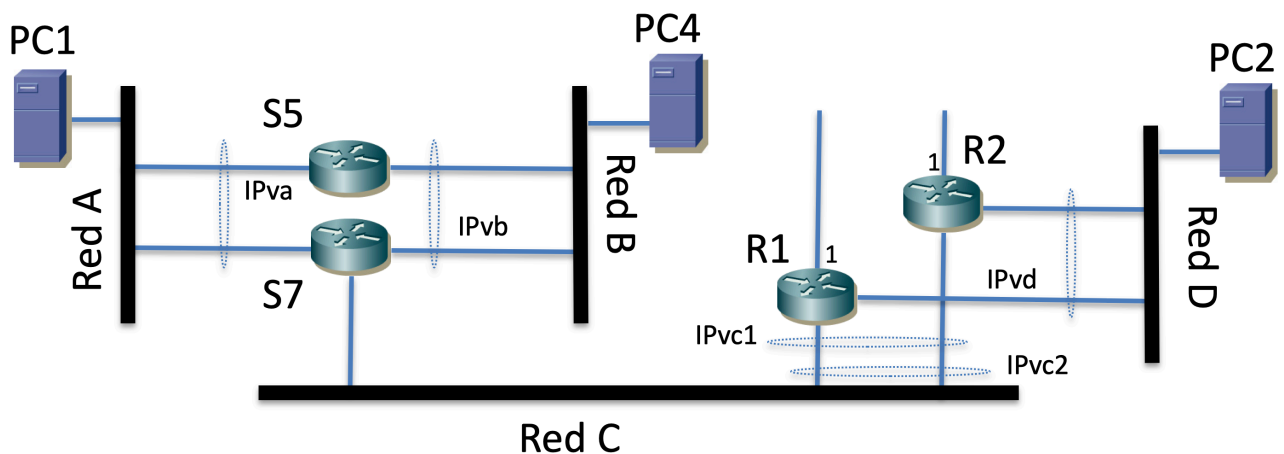 PC1
PC4
PC2
S5
S7
IPva
IPvb
Red A
Red B
R2
1
R1
1
IPvd
Red D
IPvc1
IPvc2
Red C